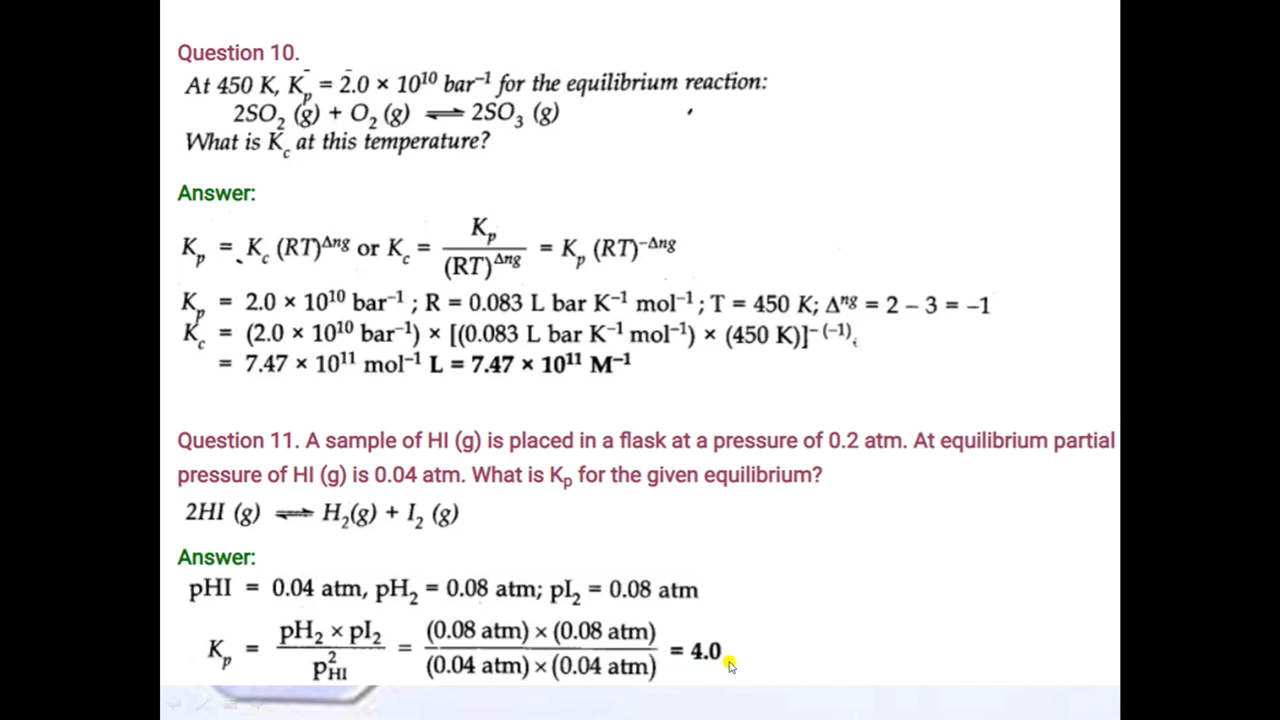 Question 10.
At 450 K, Kp = 2.0 × 10¹⁰ bar⁻¹ for the equilibrium reaction:
2SO₂ (g) + O₂ (g) ⇌ 2SO₃ (g)
What is Kc at this temperature?
Answer:
Kp = Kc (RT)^Δng or Kc = Kp / (RT)^Δng = Kp (RT)^−Δng
Kp = 2.0 × 10¹⁰ bar⁻¹ ; R = 0.083 L bar K⁻¹ mol⁻¹ ; T = 450 K; Δ^ng = 2 – 3 = –1
Kc = (2.0 × 10¹⁰ bar⁻¹) × [(0.083 L bar K⁻¹ mol⁻¹) × (450 K)]^−(−1)
= 7.47 × 10¹¹ mol⁻¹ L = 7.47 × 10¹¹ M⁻¹
Question 11. A sample of HI (g) is placed in a flask at a pressure of 0.2 atm. At equilibrium partial
pressure of HI (g) is 0.04 atm. What is Kp for the given equilibrium?
2HI (g) ⇌ H₂(g) + I₂ (g)
Answer:
pHI = 0.04 atm, pH₂ = 0.08 atm; pI₂ = 0.08 atm
Kp = pH₂ × pI₂ / p²HI = (0.08 atm) × (0.08 atm) / (0.04 atm) × (0.04 atm) = 4.0